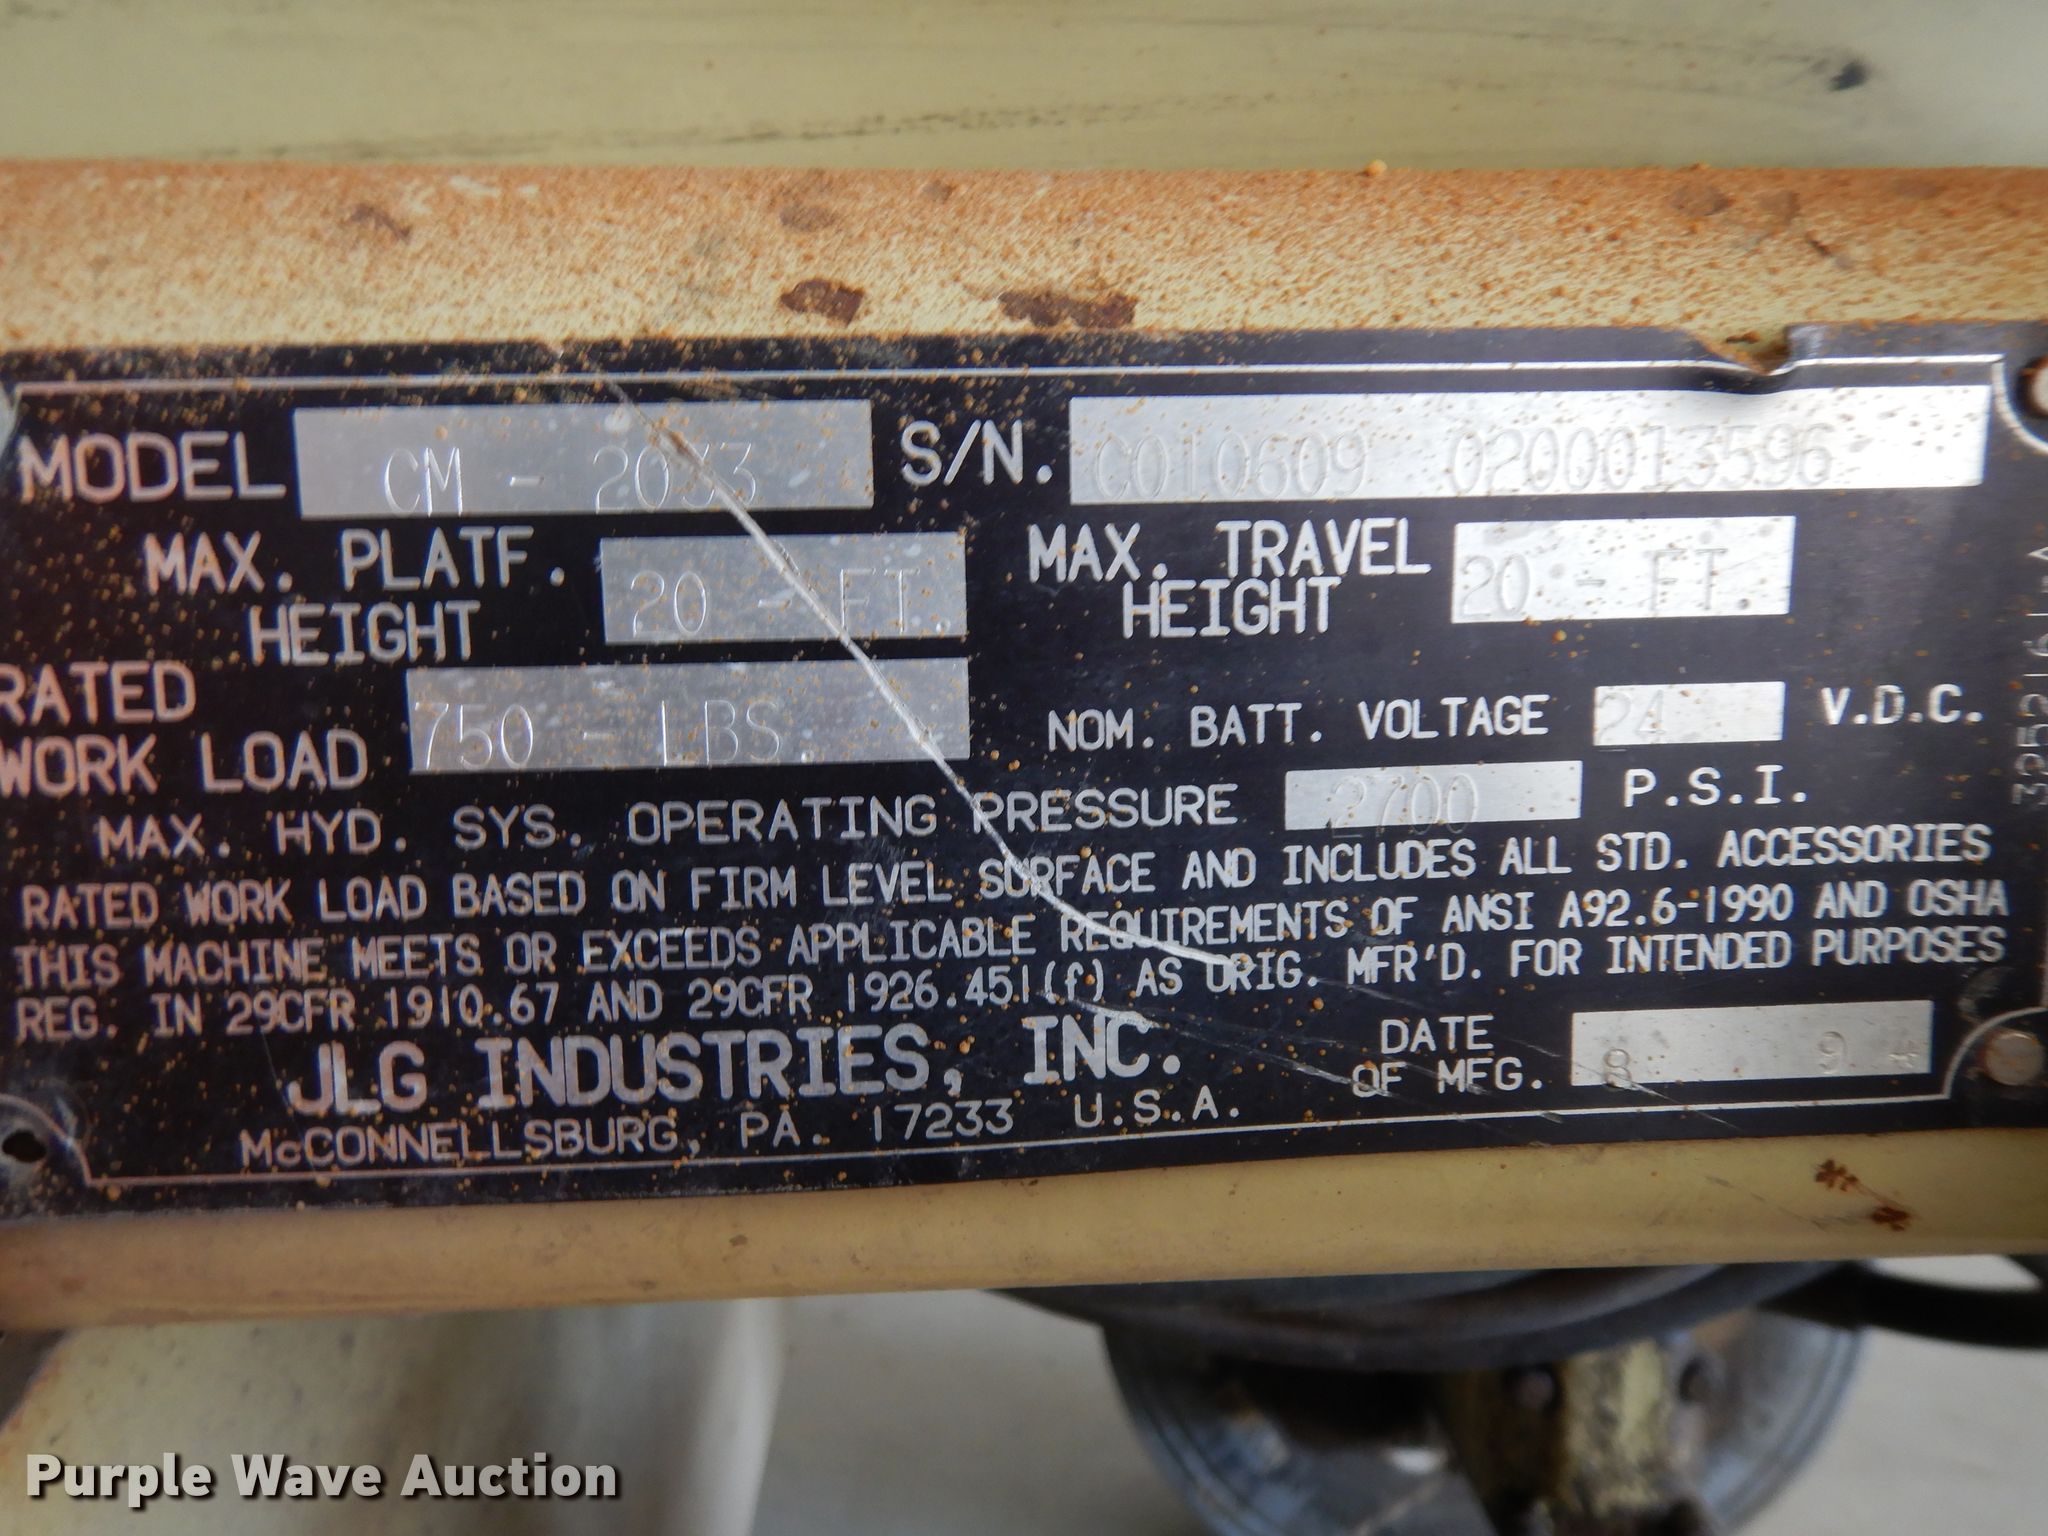 MODEL CM - 2033 S/N. C010609 0200013596
MAX. PLATF. HEIGHT 20 - FT. MAX. TRAVEL HEIGHT 20 - FT
RATED WORK LOAD 750 - LBS. NOM. BATT. VOLTAGE 24 V.D.C.
MAX. HYD. SYS. OPERATING PRESSURE 2700 P.S.I.
RATED WORK LOAD BASED ON FIRM LEVEL SURFACE AND INCLUDES ALL STD. ACCESSORIES
THIS MACHINE MEETS OR EXCEEDS APPLICABLE REQUIREMENTS OF ANSI A92.6-1990 AND OSHA
REG. IN 29CFR 1910.67 AND 29CFR 1926.451(f) AS ORIG. MFR'D. FOR INTENDED PURPOSES
JLG INDUSTRIES, INC. DATE OF MFG. 8 94
McCONNELLSBURG, PA. 17233 U.S.A.
Purple Wave Auction